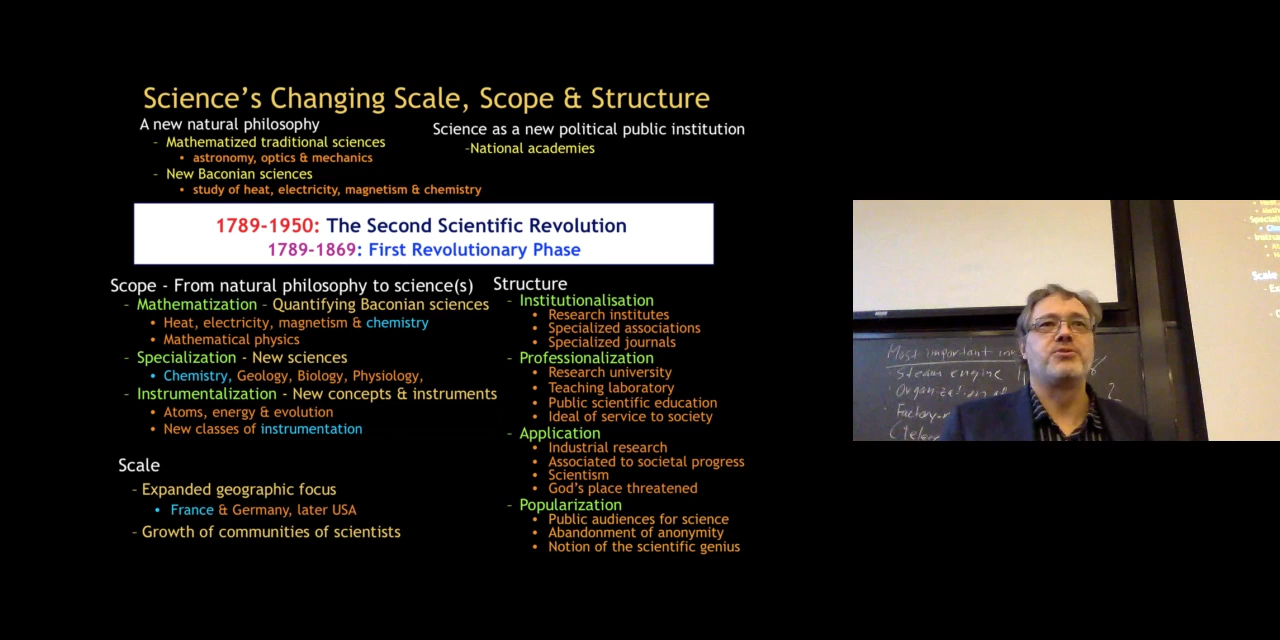 Science's Changing Scale, Scope & Structure
A new natural philosophy
- Mathematized traditional sciences
• astronomy, optics & mechanics
- New Baconian sciences
• study of heat, electricity, magnetism & chemistry
Science as a new political public institution
-National academies
1789-1950: The Second Scientific Revolution
1789-1869: First Revolutionary Phase
Scope - From natural philosophy to science(s)
- Mathematization - Quantifying Baconian sciences
• Heat, electricity, magnetism & chemistry
• Mathematical physics
- Specialization - New sciences
• Chemistry, Geology, Biology, Physiology,
- Instrumentalization - New concepts & instruments
• Atoms, energy & evolution
• New classes of instrumentation
Scale
- Expanded geographic focus
• France & Germany, later USA
- Growth of communities of scientists
Structure
- Institutionalisation
• Research institutes
• Specialized associations
• Specialized journals
- Professionalization
• Research university
• Teaching laboratory
• Public scientific education
• Ideal of service to society
- Application
• Industrial research
• Associated to societal progress
• Scientism
• God's place threatened
- Popularization
• Public audiences for science
• Abandonment of anonymity
• Notion of the scientific genius
Most important
Steam engine